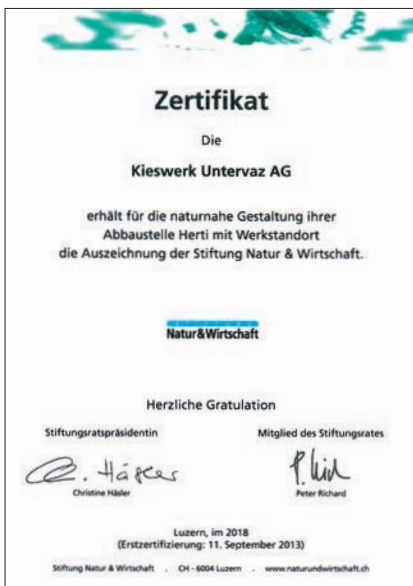 Zertifikat
Die
Kieswerk Untervaz AG
erhält für die naturnahe Gestaltung ihrer
Abbaustelle Herti mit Werkstandort
die Auszeichnung der Stiftung Natur & Wirtschaft.
STIFTUNG
Natur&Wirtschaft
Herzliche Gratulation
Stiftungsratspräsidentin
Mitglied des Stiftungsrates
C. Häsler
Christine Häsler
Peter Richard
Luzern, im 2018
(Erstzertifizierung: 11. September 2013)
Stiftung Natur & Wirtschaft . CH - 6004 Luzern . www.naturundwirtschaft.ch